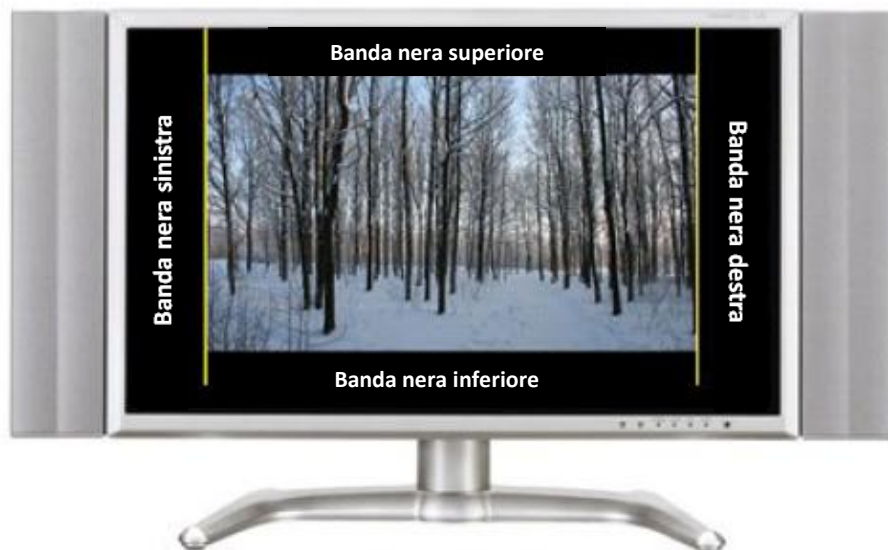 Banda nera superiore
Banda nera sinistra
Banda nera destra
Banda nera inferiore